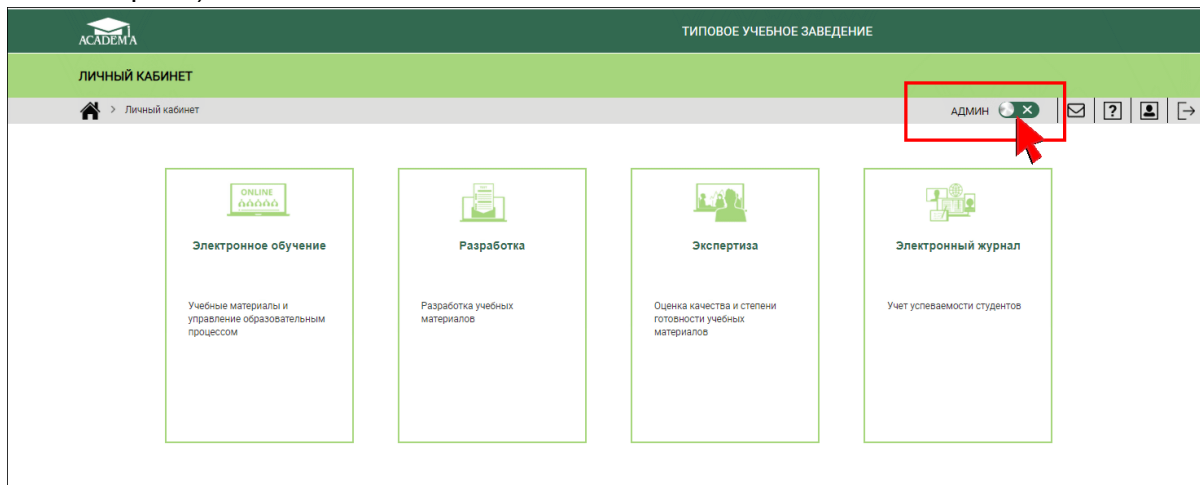 ACADEM'A
ТИПОВОЕ УЧЕБНОЕ ЗАВЕДЕНИЕ
ЛИЧНЫЙ КАБИНЕТ
> Личный кабинет
АДМИН
?
ONLINE
Электронное обучение
Учебные материалы и
управление образовательным
процессом
Разработка
Разработка учебных
материалов
Экспертиза
Оценка качества и степени
готовности учебных
материалов
Электронный журнал
Учет успеваемости студентов